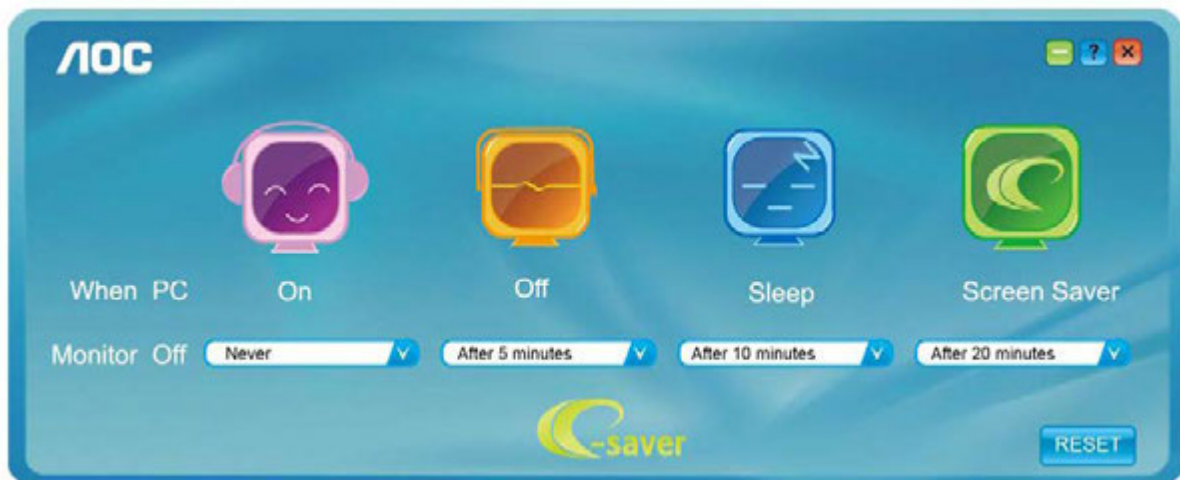 AOC
?
When PC On Off Sleep Screen Saver
Monitor Off Never After 5 minutes After 10 minutes After 20 minutes
e-saver
RESET